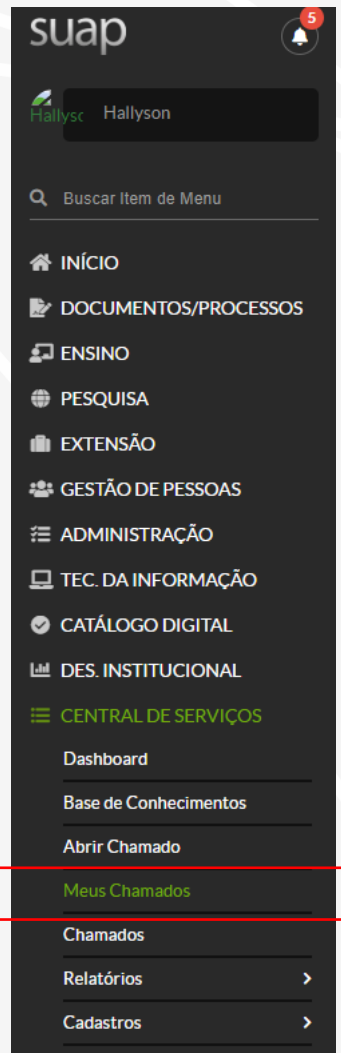 suap
5
Hallysc Hallyson
Buscar Item de Menu
INÍCIO
DOCUMENTOS/PROCESSOS
ENSINO
PESQUISA
EXTENSÃO
GESTÃO DE PESSOAS
ADMINISTRAÇÃO
TEC. DA INFORMAÇÃO
CATÁLOGO DIGITAL
DES. INSTITUCIONAL
CENTRAL DE SERVIÇOS
Dashboard
Base de Conhecimentos
Abrir Chamado
Meus Chamados
Chamados
Relatórios
Cadastros